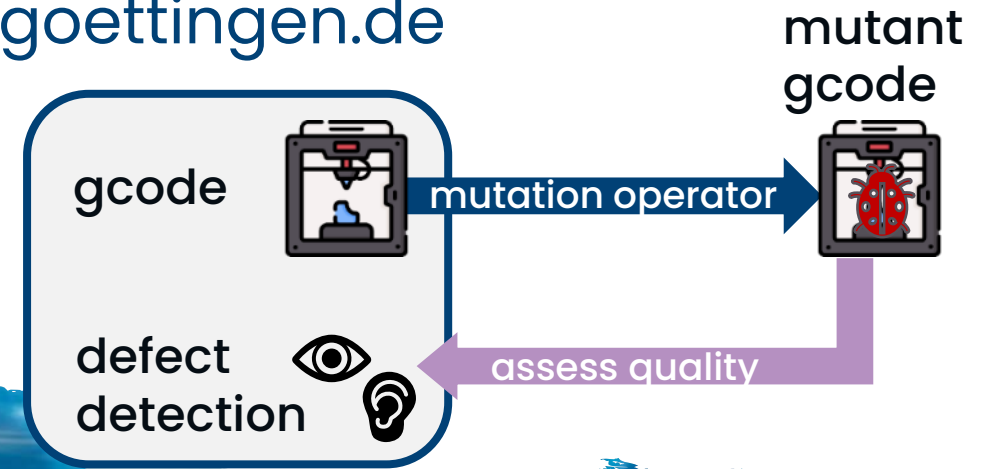 goettingen.de
mutant
gcode
gcode
mutation operator
defect
detection
assess quality